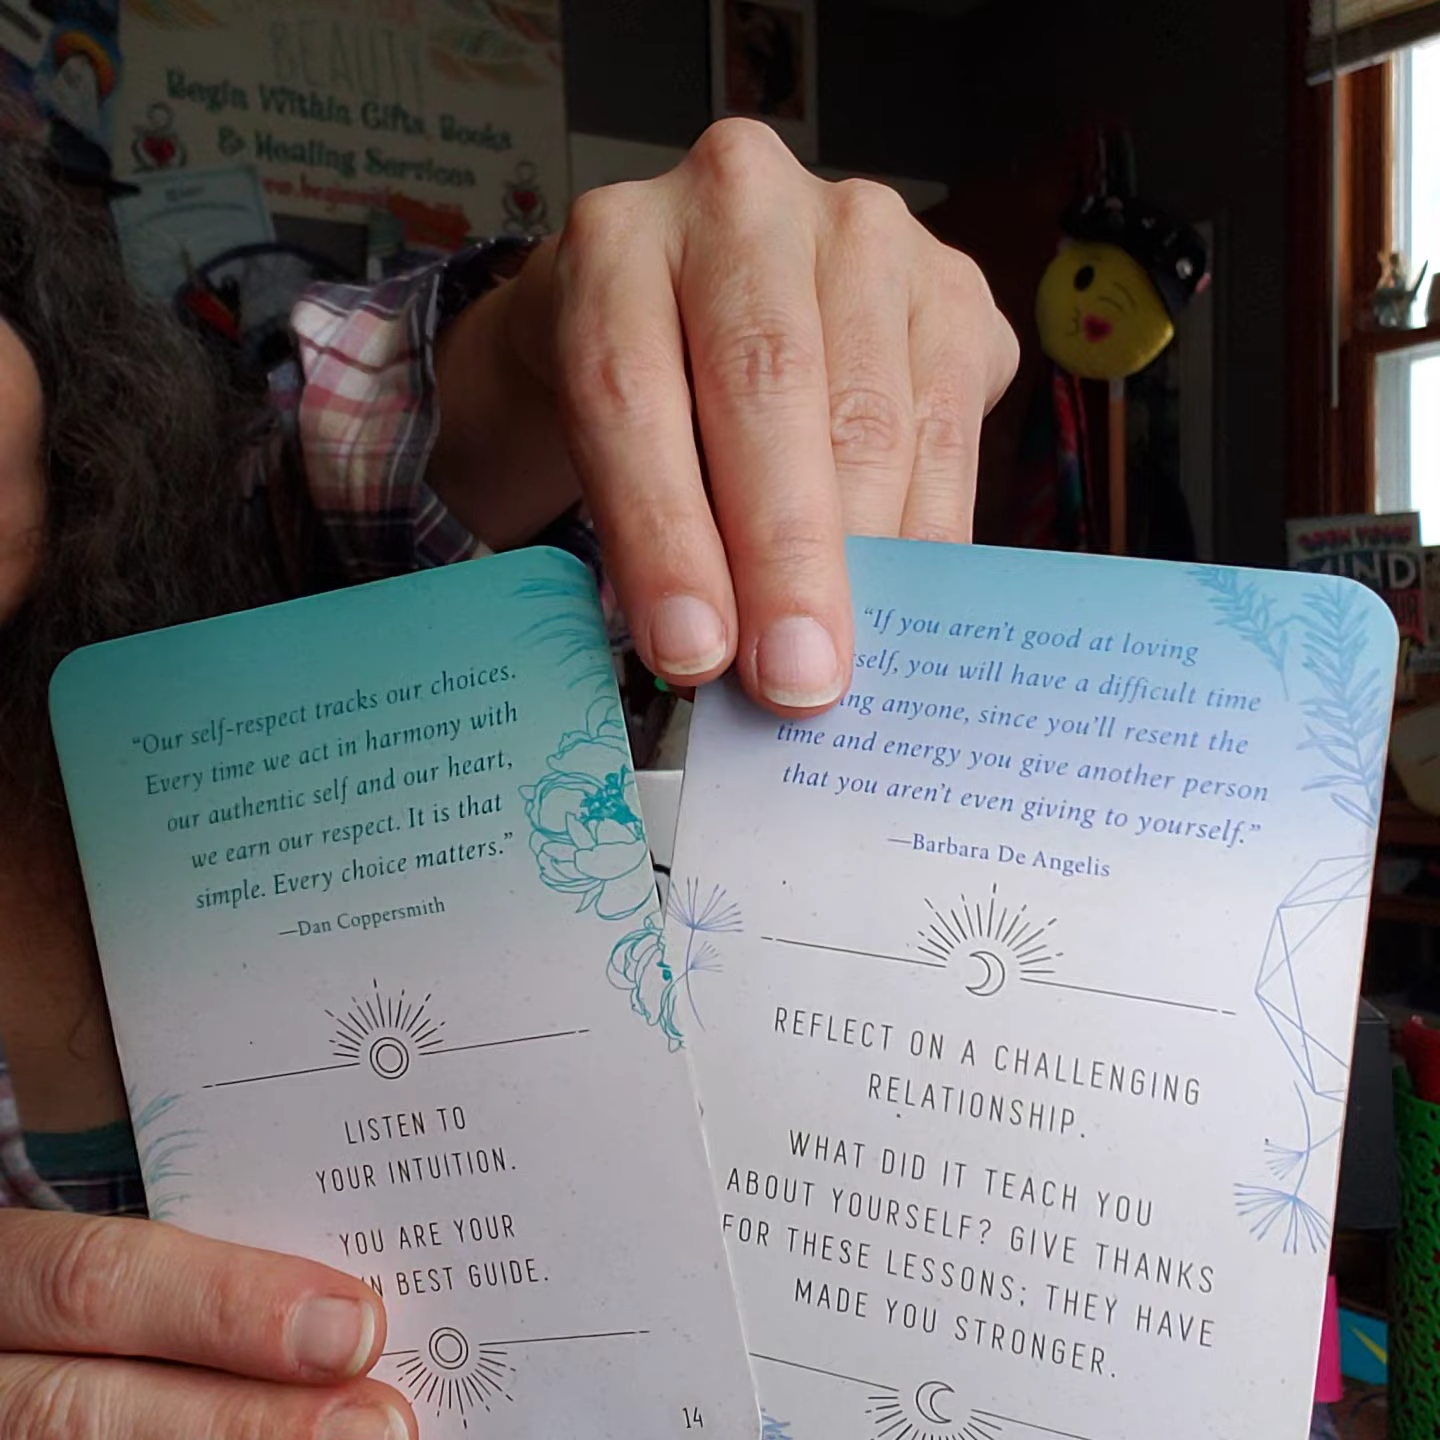 BEAUTY
Begin Within Gifts, Books
& Healing Services
"Our self-respect tracks our choices.
Every time we act in harmony with
our authentic self and our heart,
we earn our respect. It is that
simple. Every choice matters."
—Dan Coppersmith
LISTEN TO
YOUR INTUITION.
YOU ARE YOUR
BEST GUIDE.
14
"If you aren't good at loving
self, you will have a difficult time
ing anyone, since you'll resent the
time and energy you give another person
that you aren't even giving to yourself."
—Barbara De Angelis
REFLECT ON A CHALLENGING
RELATIONSHIP.
WHAT DID IT TEACH YOU
ABOUT YOURSELF? GIVE THANKS
FOR THESE LESSONS; THEY HAVE
MADE YOU STRONGER.
MIND